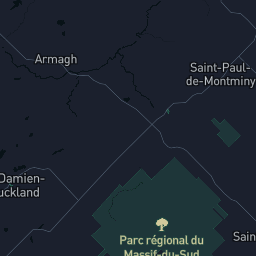 Armagh
Saint-Paul-
de-Montminy
Damien-
uckland
Parc régional du
Massif-du-Sud
Sain